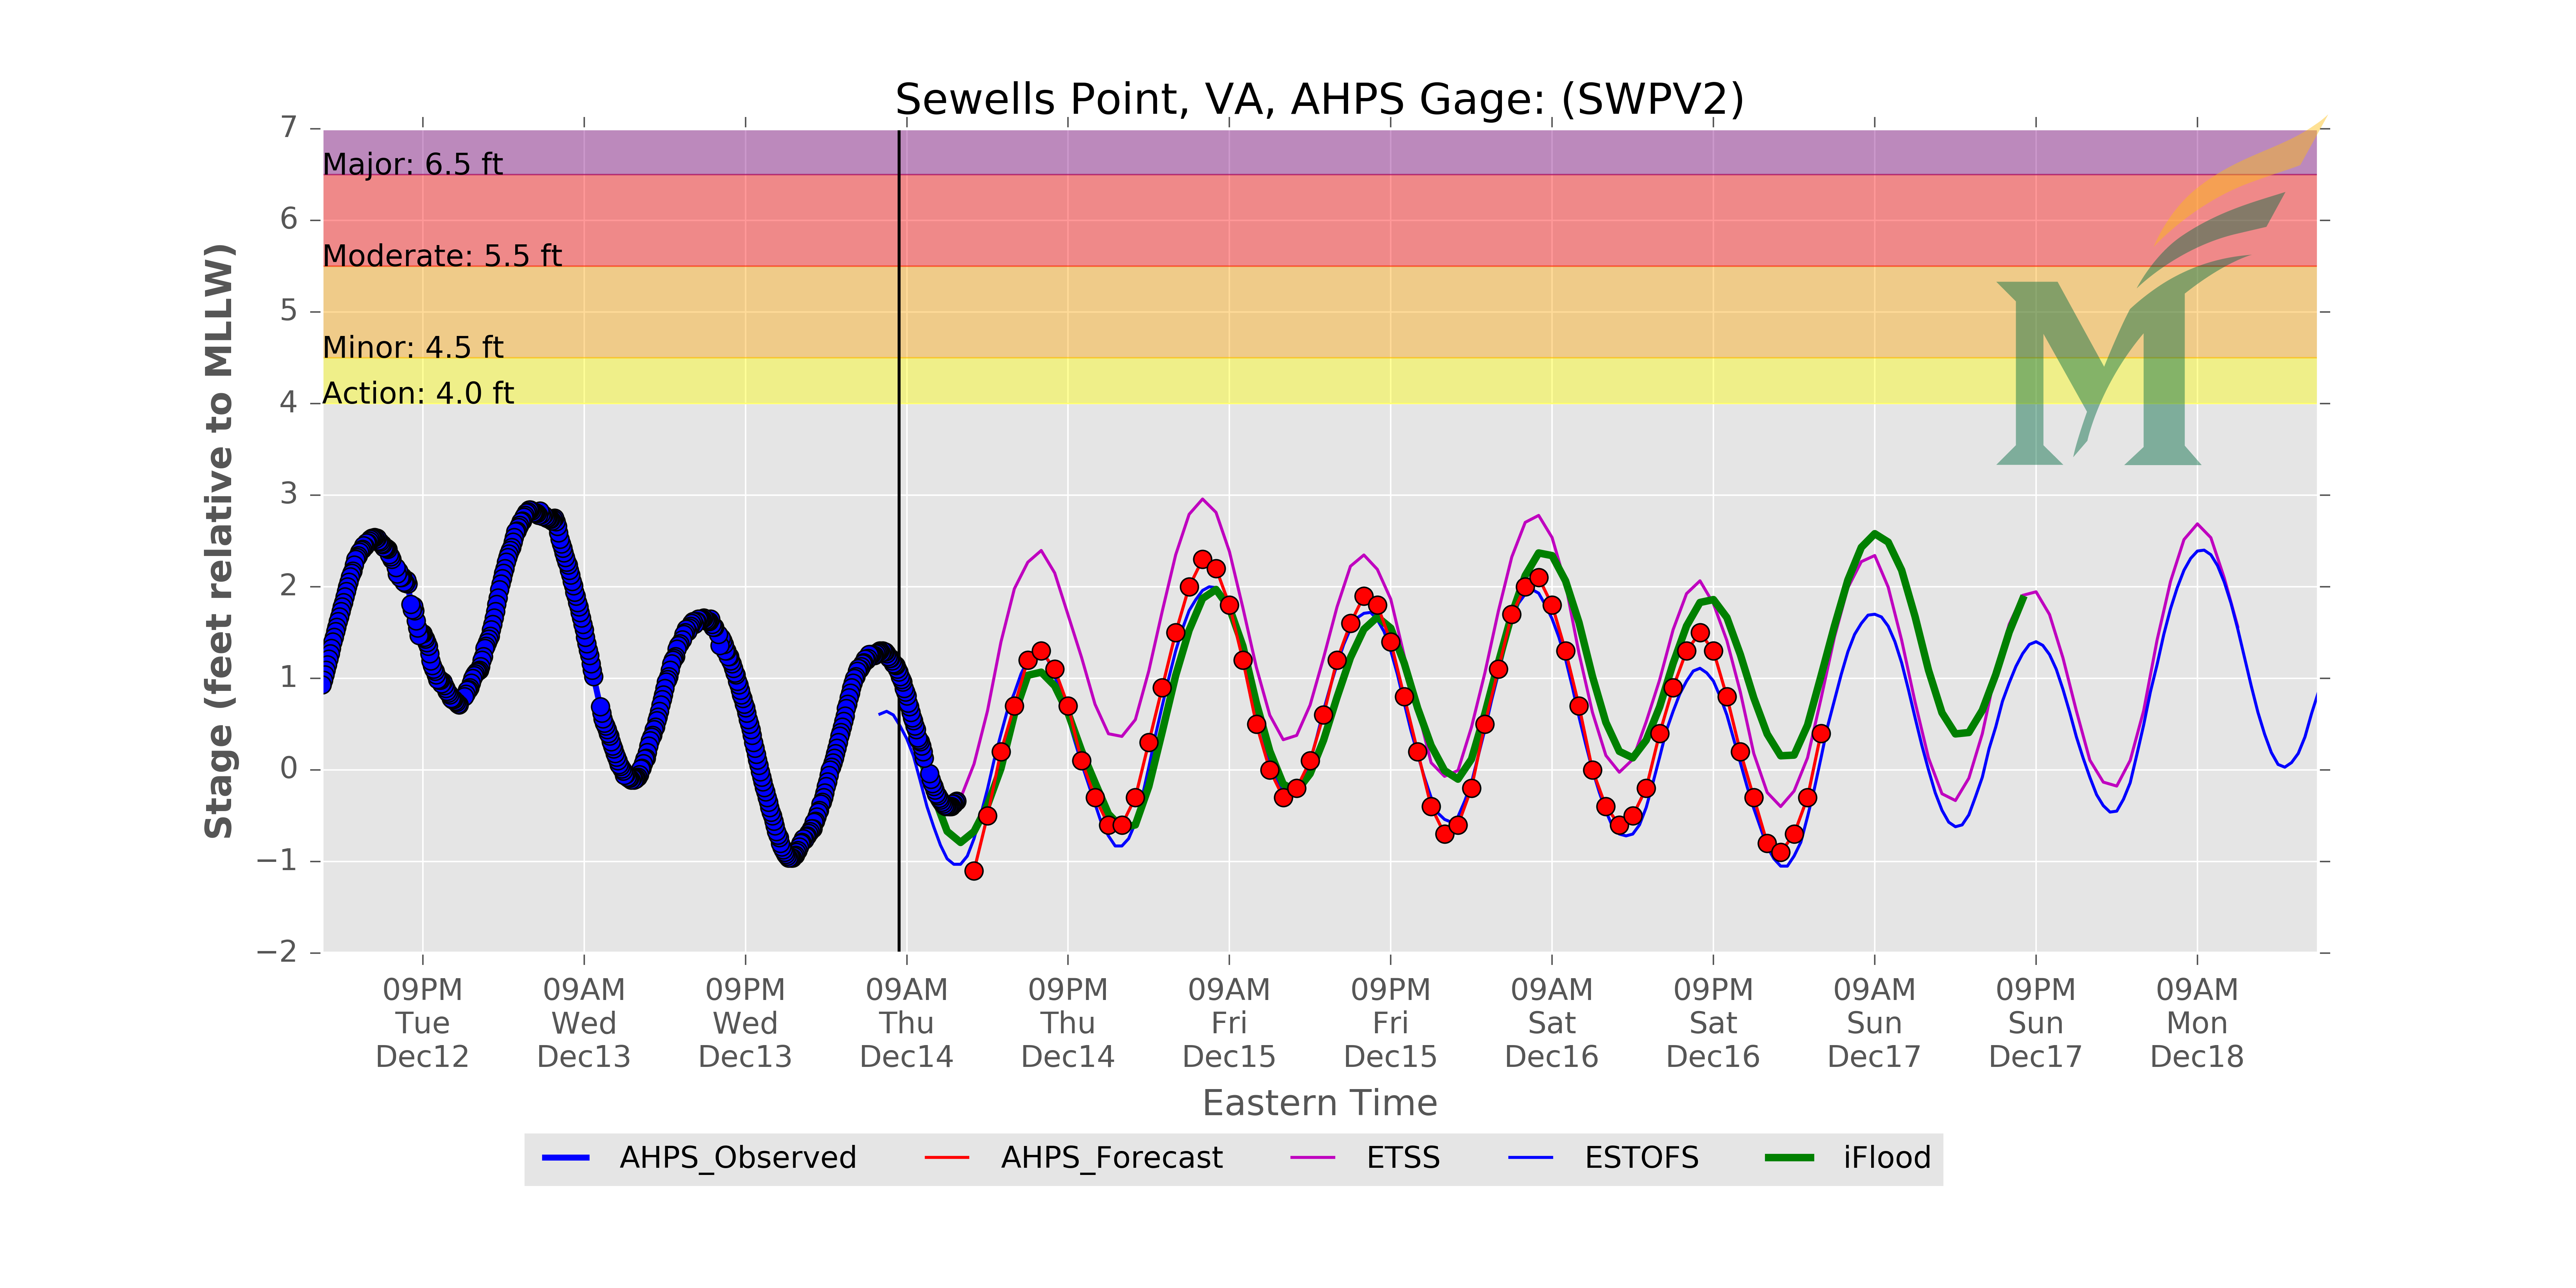 Sewells Point, VA, AHPS Gage: (SWPV2)
7
6
5
4
3
2
1
0
−1
−2
Stage (feet relative to MLLW)
Major: 6.5 ft
Moderate: 5.5 ft
Minor: 4.5 ft
Action: 4.0 ft
M
09PM
Tue
Dec12
09AM
Wed
Dec13
09PM
Wed
Dec13
09AM
Thu
Dec14
09PM
Thu
Dec14
09AM
Fri
Dec15
09PM
Fri
Dec15
09AM
Sat
Dec16
09PM
Sat
Dec16
09AM
Sun
Dec17
09PM
Sun
Dec17
09AM
Mon
Dec18
Eastern Time
AHPS_Observed AHPS_Forecast ETSS ESTOFS iFlood